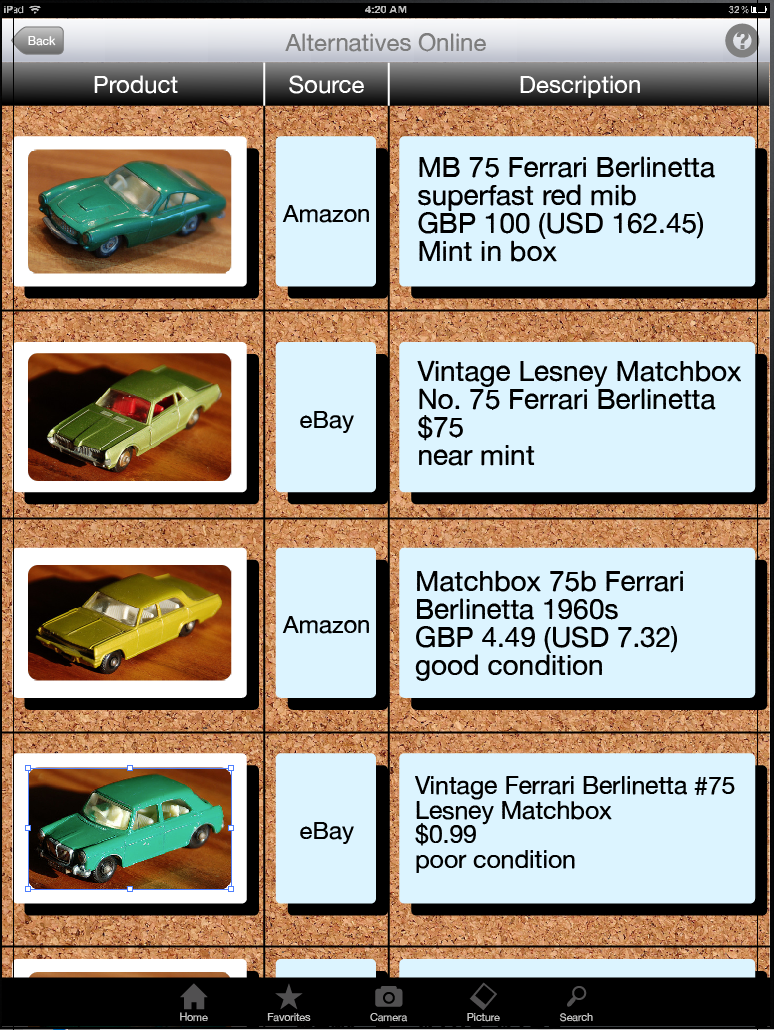 iPad
4:20 AM
32%
Back
Alternatives Online
?
Product
Source
Description
Amazon
MB 75 Ferrari Berlinetta
superfast red mib
GBP 100 (USD 162.45)
Mint in box
eBay
Vintage Lesney Matchbox
No. 75 Ferrari Berlinetta
$75
near mint
Amazon
Matchbox 75b Ferrari
Berlinetta 1960s
GBP 4.49 (USD 7.32)
good condition
eBay
Vintage Ferrari Berlinetta #75
Lesney Matchbox
$0.99
poor condition
Home
Favorites
Camera
Picture
Search